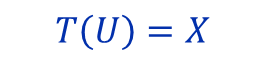 T(U) = X